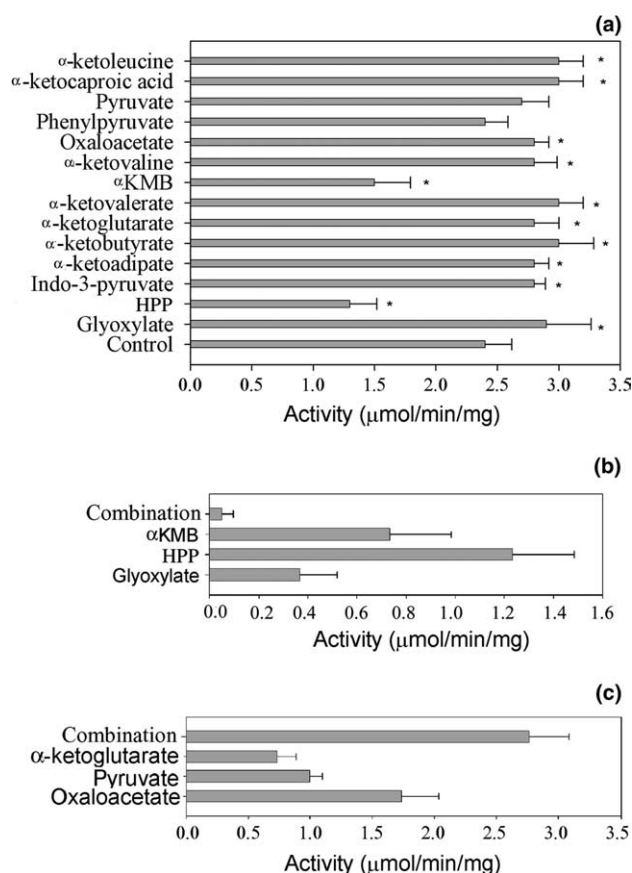 (a)
α-ketoleucine *
α-ketocaproic acid *
Pyruvate
Phenylpyruvate
Oxaloacetate *
α-ketovaline *
αKMB *
α-ketovalerate *
α-ketoglutarate *
α-ketobutyrate *
α-ketoadipate *
Indo-3-pyruvate *
HPP *
Glyoxylate *
Control
0.0 0.5 1.0 1.5 2.0 2.5 3.0 3.5
Activity (μmol/min/mg)
(b)
Combination
αKMB
HPP
Glyoxylate
0.0 0.2 0.4 0.6 0.8 1.0 1.2 1.4 1.6
Activity (μmol/min/mg)
(c)
Combination
α-ketoglutarate
Pyruvate
Oxaloacetate
0.0 0.5 1.0 1.5 2.0 2.5 3.0 3.5
Activity (μmol/min/mg)